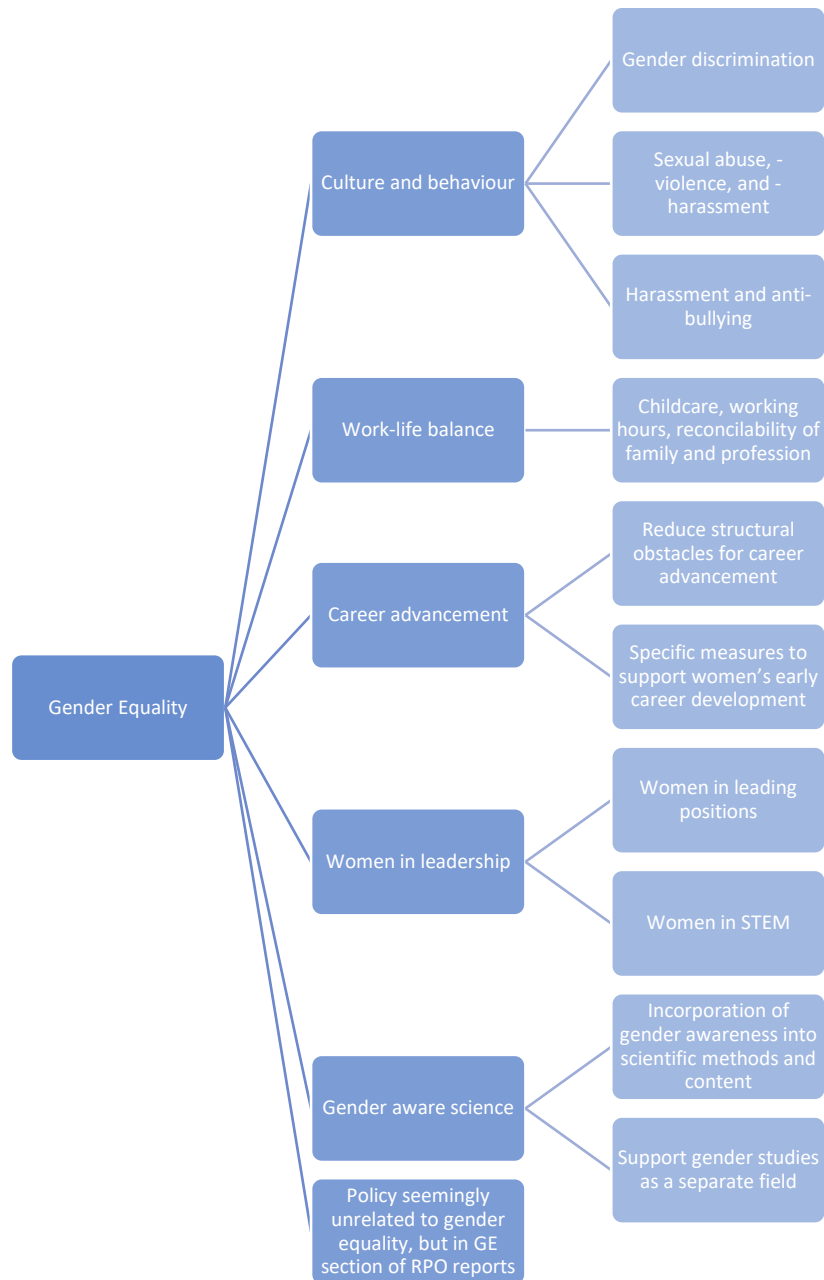 Gender Equality
Culture and behaviour
Gender discrimination
Sexual abuse, -
violence, and -
harassment
Harassment and anti-
bullying
Work-life balance
Childcare, working
hours, reconcilability of
family and profession
Career advancement
Reduce structural
obstacles for career
advancement
Specific measures to
support women’s early
career development
Women in leadership
Women in leading
positions
Women in STEM
Gender aware science
Incorporation of
gender awareness into
scientific methods and
content
Support gender studies
as a separate field
Policy seemingly
unrelated to gender
equality, but in GE
section of RPO reports